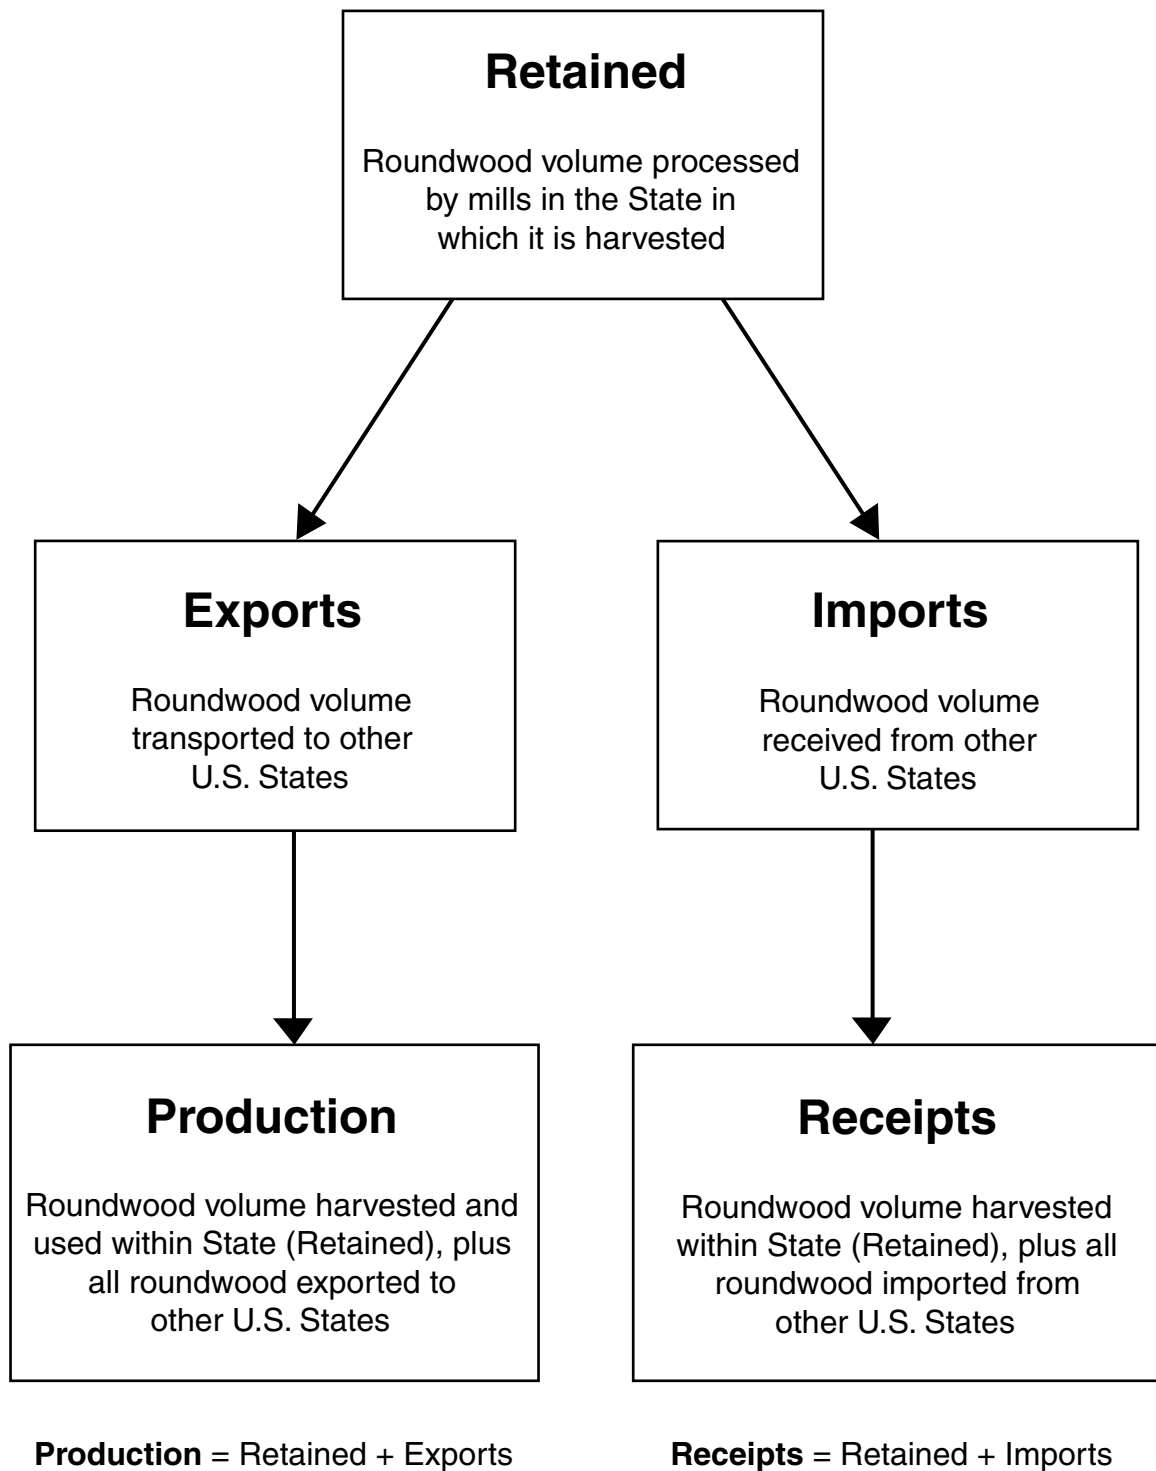 Retained
Roundwood volume processed
by mills in the State in
which it is harvested
Exports
Roundwood volume
transported to other
U.S. States
Imports
Roundwood volume
received from other
U.S. States
Production
Roundwood volume harvested and
used within State (Retained), plus
all roundwood exported to
other U.S. States
Receipts
Roundwood volume harvested
within State (Retained), plus all
roundwood imported from
other U.S. States
Production = Retained + Exports
Receipts = Retained + Imports